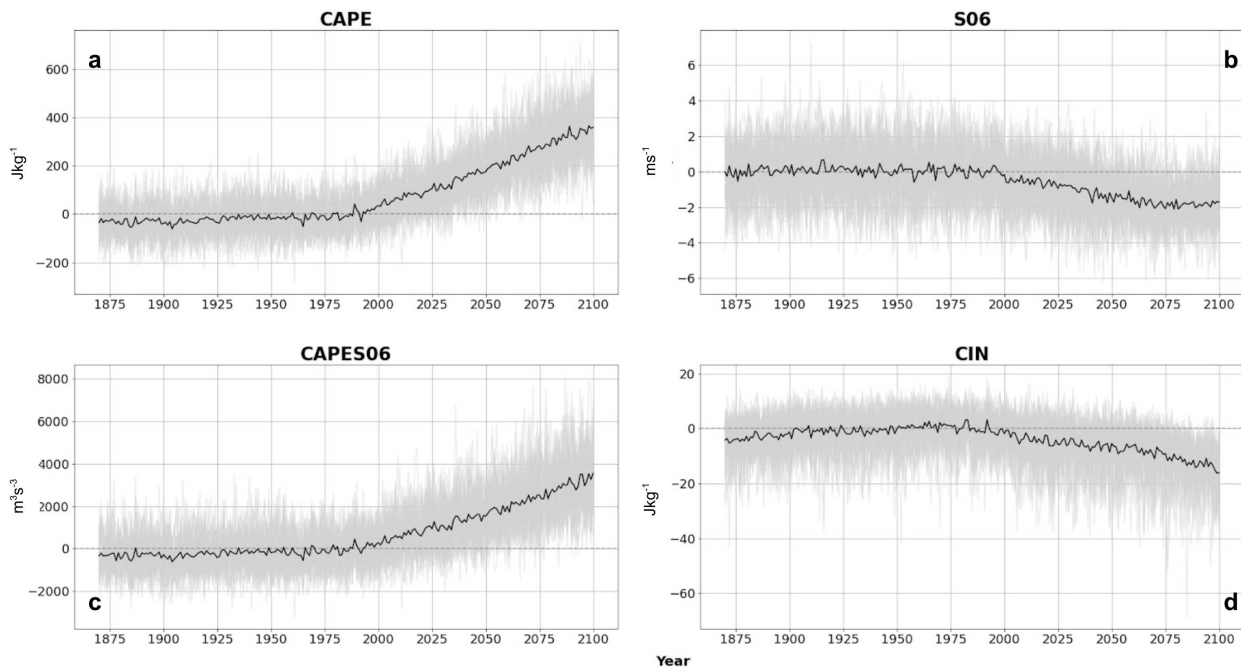 CAPE
a
600
400
200
0
−200
Jkg⁻¹
1875 1900 1925 1950 1975 2000 2025 2050 2075 2100
S06
b
6
4
2
0
−2
−4
−6
ms⁻¹
1875 1900 1925 1950 1975 2000 2025 2050 2075 2100
CAPES06
8000
6000
4000
2000
0
−2000
m³s⁻³
c
1875 1900 1925 1950 1975 2000 2025 2050 2075 2100
CIN
20
0
−20
−40
−60
Jkg⁻¹
d
1875 1900 1925 1950 1975 2000 2025 2050 2075 2100
Year